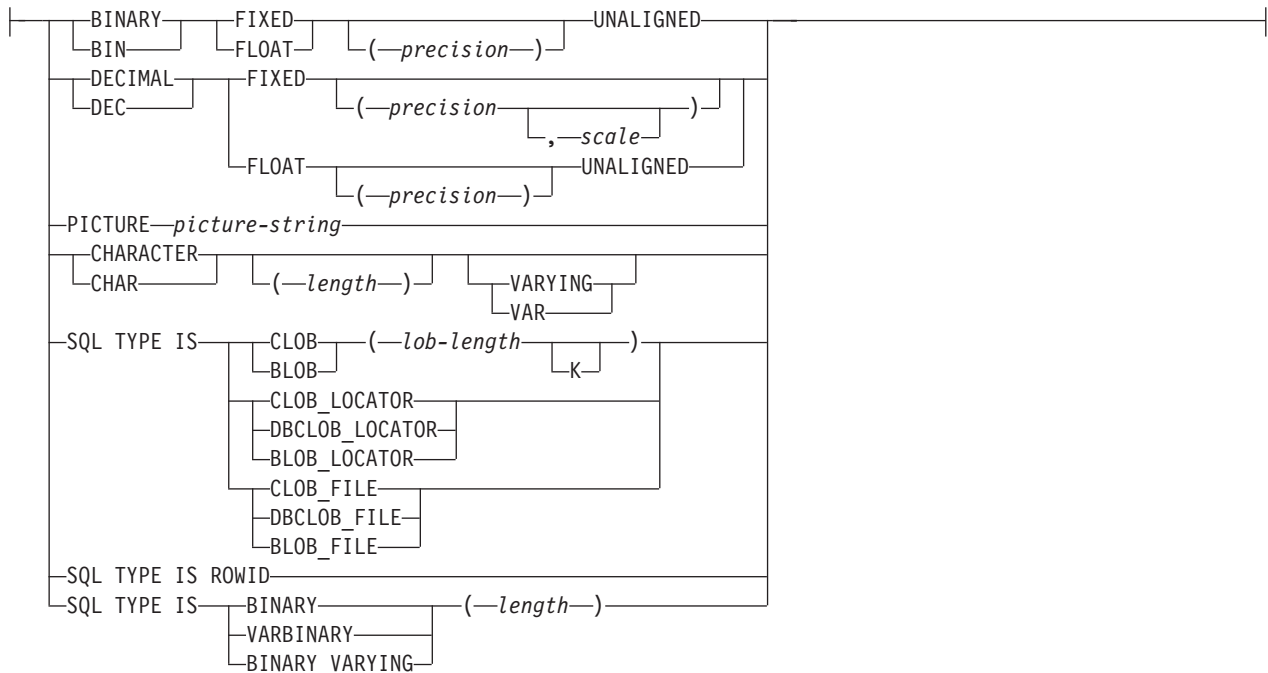 BINARY FIXED UNALIGNED
BIN FLOAT ( precision )
DECIMAL FIXED
DEC ( precision )
, scale
FLOAT UNALIGNED
( precision )
PICTURE picture-string
CHARACTER
CHAR ( length ) VARYING
VAR
SQL TYPE IS CLOB ( lob-length )
BLOB K
CLOB_LOCATOR
DBCLOB_LOCATOR
BLOB_LOCATOR
CLOB_FILE
DBCLOB_FILE
BLOB_FILE
SQL TYPE IS ROWID
SQL TYPE IS BINARY ( length )
VARBINARY
BINARY VARYING